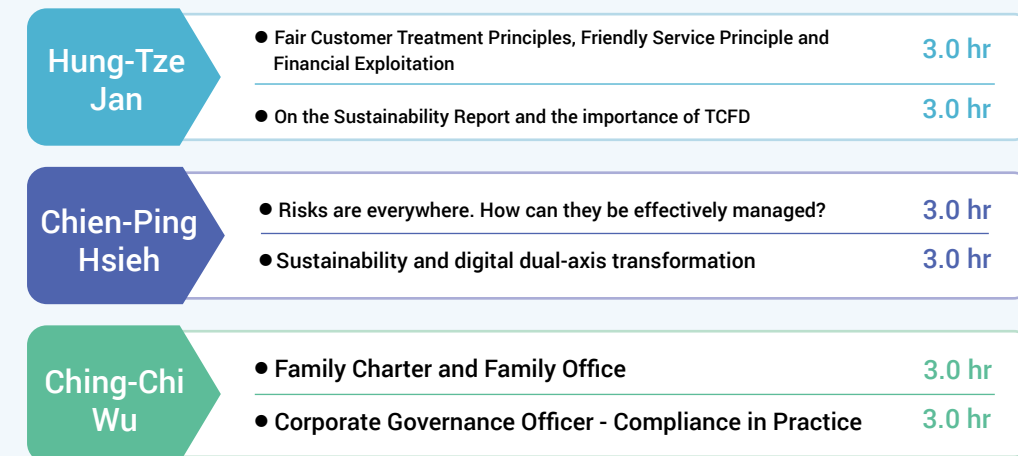 Hung-Tze
Jan
● Fair Customer Treatment Principles, Friendly Service Principle and
Financial Exploitation
3.0 hr
● On the Sustainability Report and the importance of TCFD
3.0 hr
Chien-Ping
Hsieh
● Risks are everywhere. How can they be effectively managed?
3.0 hr
● Sustainability and digital dual-axis transformation
3.0 hr
Ching-Chi
Wu
● Family Charter and Family Office
3.0 hr
● Corporate Governance Officer - Compliance in Practice
3.0 hr